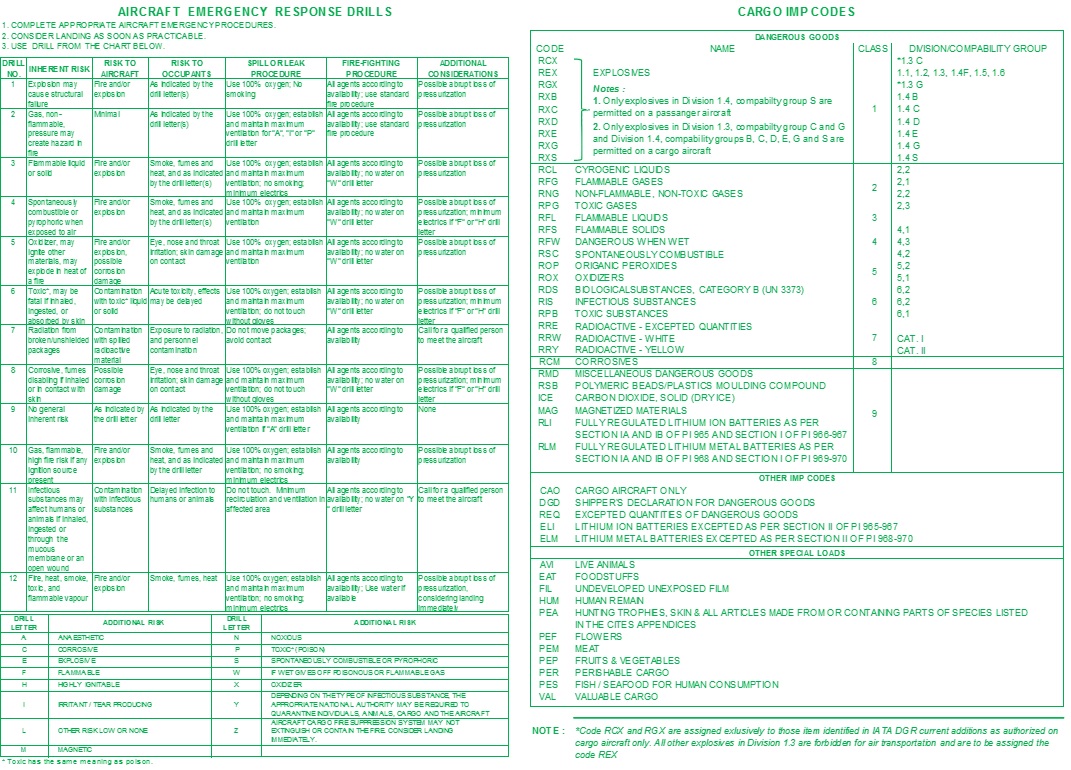 AIRCRAFT EMERGENCY RESPONSE DRILLS
1. COMPLETE APPROPRIATE AIRCRAFT EMERGENCY PROCEDURES.
2. CONSIDER LANDING AS SOON AS PRACTICABLE.
3. USE DRILL FROM THE CHART BELOW.
DRILL NO. INHERENT RISK RISK TO AIRCRAFT RISK TO OCCUPANTS SPILL OR LEAK PROCEDURE FIRE-FIGHTING PROCEDURE ADDITIONAL CONSIDERATIONS
1 Explosion may cause structural failure Fire and/or explosion As indicated by the drill letter(s) Use 100% oxygen; No smoking All agents according to availability; use standard fire procedure Possible abrupt loss of pressurization
2 Gas, non-flammable, pressure may create hazard in fire Minimal As indicated by the drill letter(s) Use 100% oxygen; establish and maintain maximum ventilation for "A", "I" or "P" drill letter All agents according to availability; use standard fire procedure Possible abrupt loss of pressurization
3 Flammable liquid or solid Fire and/or explosion Smoke, fumes and heat, and as indicated by the drill letter(s) Use 100% oxygen; establish and maintain maximum ventilation; no smoking; minimum electrics All agents according to availability; no water on "W" drill letter Possible abrupt loss of pressurization
4 Spontaneously combustible or pyrophoric when exposed to air Fire and/or explosion Smoke, fumes and heat, and as indicated by the drill letter(s) Use 100% oxygen; establish and maintain maximum ventilation All agents according to availability; no water on "W" drill letter Possible abrupt loss of pressurization; minimum electrics if "F" or "H" drill letter
5 Oxidizer, may ignite other materials, may explode in heat of a fire Fire and/or explosion, possible corrosion damage Eye, nose and throat irritation; skin damage on contact Use 100% oxygen; establish and maintain maximum ventilation All agents according to availability; no water on "W" drill letter Possible abrupt loss of pressurization
6 Toxic*, may be fatal if inhaled, ingested, or absorbed by skin Contamination with toxic* liquid or solid Acute toxicity, effects may be delayed Use 100% oxygen; establish and maintain maximum ventilation; do not touch without gloves All agents according to availability; no water on "W" drill letter Possible abrupt loss of pressurization; minimum electrics if "F" or "H" drill letter
7 Radiation from broken/unshielded packages Contamination with spilled radioactive material Exposure to radiation, and personnel contamination Do not move packages; avoid contact All agents according to availability Call for a qualified person to meet the aircraft
8 Corrosive, fumes disabling if inhaled or in contact with skin Possible corrosion damage Eye, nose and throat irritation; skin damage on contact Use 100% oxygen; establish and maintain maximum ventilation; do not touch without gloves All agents according to availability; no water on "W" drill letter Possible abrupt loss of pressurization; minimum electrics if "F" or "H" drill letter
9 No general inherent risk As indicated by the drill letter As indicated by the drill letter Use 100% oxygen; establish and maintain maximum ventilation if "A" drill letter All agents according to availability None
10 Gas, flammable, high fire risk if any ignition source present Fire and/or explosion Smoke, fumes and heat, and as indicated by the drill letter Use 100% oxygen; establish and maintain maximum ventilation; no smoking; minimum electrics All agents according to availability Possible abrupt loss of pressurization
11 Infectious substances may affect humans or animals if inhaled, ingested or through the mucous membrane or an open wound Contamination with infectious substances Delayed infection to humans or animals Do not touch. Minimum recirculation and ventilation in affected area All agents according to availability; no water on "Y" drill letter Call for a qualified person to meet the aircraft
12 Fire, heat, smoke, toxic, and flammable vapour Fire and/or explosion Smoke, fumes, heat Use 100% oxygen; establish and maintain maximum ventilation; no smoking; minimum electrics All agents according to availability; Use water if available Possible abrupt loss of pressurization, considering landing immediately
DRILL LETTER ADDITIONAL RISK DRILL LETTER ADDITIONAL RISK
A ANAESTHETIC N NOXIOUS
C CORROSIVE P TOXIC* (POISON)
E EXPLOSIVE S SPONTANEOUSLY COMBUSTIBLE OR PYROPHORIC
F FLAMMABLE W IF WET GIVES OFF POISONOUS OR FLAMMABLE GAS
H HIGHLY IGNITABLE X OXIDIZER
I IRRITANT / TEAR PRODUCING Y DEPENDING ON THE TYPE OF INFECTIOUS SUBSTANCE, THE APPROPRIATE NATIONAL AUTHORITY MAY BE REQUIRED TO QUARANTINE INDIVIDUALS, ANIMALS, CARGO AND THE AIRCRAFT
L OTHER RISK LOW OR NONE Z AIRCRAFT CARGO FIRE SUPPRESSION SYSTEM MAY NOT EXTINGUISH OR CONTAIN THE FIRE. CONSIDER LANDING IMMEDIATELY.
M MAGNETIC
* Toxic has the same meaning as poison.
CARGO IMP CODES
DANGEROUS GOODS
CODE NAME CLASS DIVISION/COMPABILITY GROUP
RCX *1.3 C
REX EXPLOSIVES 1.1, 1.2, 1.3, 1.4F, 1.5, 1.6
RGX *1.3 G
Notes :
RXB 1.4 B
1. Only explosives in Division 1.4, compabilty group S are
RXC 1 1.4 C
permitted on a passanger aircraft
RXD 1.4 D
2. Only explosives in Division 1.3, compabilty group C and G
RXE 1.4 E
and Division 1.4, compability groups B, C, D, E, G and S are
RXG 1.4 G
permitted on a cargo aircraft
RXS 1.4 S
RCL CYROGENIC LIQUIDS 2,2
RFG FLAMMABLE GASES 2,1
2
RNG NON-FLAMMABLE, NON-TOXIC GASES 2,2
RPG TOXIC GASES 2,3
RFL FLAMMABLE LIQUIDS 3
RFS FLAMMABLE SOLIDS 4,1
RFW DANGEROUS WHEN WET 4 4,3
RSC SPONTANEOUSLY COMBUSTIBLE 4,2
ROP ORIGANIC PEROXIDES 5,2
5
ROX OXIDIZERS 5,1
RDS BIOLOGICALSUBSTANCES, CATEGORY B (UN 3373) 6,2
RIS INFECTIOUS SUBSTANCES 6 6,2
RPB TOXIC SUBSTANCES 6,1
RRE RADIOACTIVE - EXCEPTED QUANTITIES
RRW RADIOACTIVE - WHITE 7 CAT. I
RRY RADIOACTIVE - YELLOW CAT. II
RCM CORROSIVES 8
RMD MISCELLANEOUS DANGEROUS GOODS
RSB POLYMERIC BEADS/PLASTICS MOULDING COMPOUND
ICE CARBON DIOXIDE, SOLID (DRY ICE)
MAG MAGNETIZED MATERIALS 9
RLI FULLY REGULATED LITHIUM ION BATTERIES AS PER
SECTION IA AND IB OF PI 965 AND SECTION I OF PI 966-967
RLM FULLY REGULATED LITHIUM METAL BATTERIES AS PER
SECTION IA AND IB OF PI 968 AND SECTION I OF PI 969-970
OTHER IMP CODES
CAO CARGO AIRCRAFT ONLY
DGD SHIPPER'S DECLARATION FOR DANGEROUS GOODS
REQ EXCEPTED QUANTITIES OF DANGEROUS GOODS
ELI LITHIUM ION BATTERIES EXCEPTED AS PER SECTION II OF PI 965-967
ELM LITHIUM METAL BATTERIES EXCEPTED AS PER SECTION II OF PI 968-970
OTHER SPECIAL LOADS
AVI LIVE ANIMALS
EAT FOODSTUFFS
FIL UNDEVELOPED UNEXPOSED FILM
HUM HUMAN REMAIN
PEA HUNTING TROPHIES, SKIN & ALL ARTICLES MADE FROM OR CONTAINING PARTS OF SPECIES LISTED
IN THE CITES APPENDICES
PEF FLOWERS
PEM MEAT
PEP FRUITS & VEGETABLES
PER PERISHABLE CARGO
PES FISH / SEAFOOD FOR HUMAN CONSUMPTION
VAL VALUABLE CARGO
NOTE : *Code RCX and RGX are assigned exlusively to those item identified in IATA DGR current additions as authorized on
cargo aircraft only. All other explosives in Division 1.3 are forbidden for air transportation and are to be assigned the
code REX